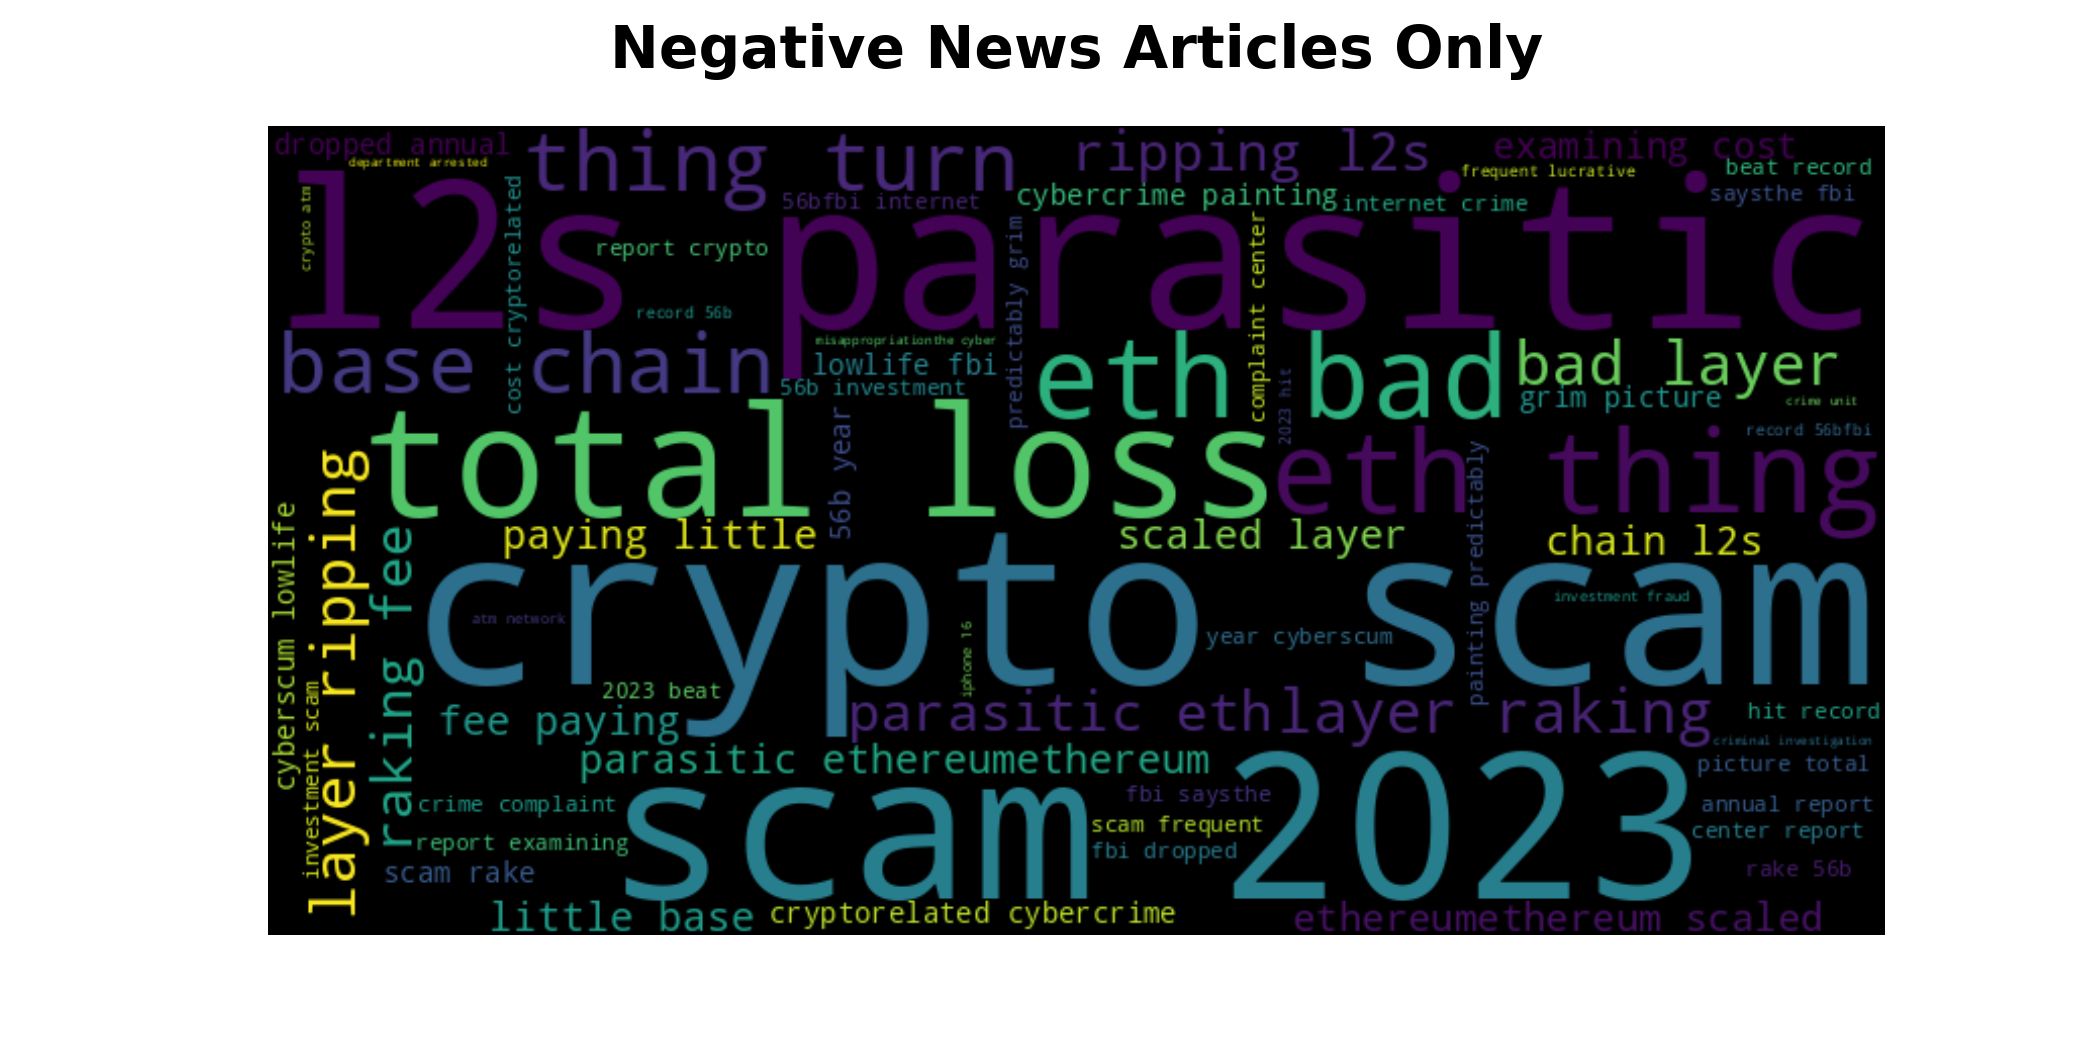 Negative News Articles Only
dropped annual
department arrested
thing turn
ripping l2s
examining cost
frequent lucrative
beat record
saysthe fbi
56bfbi internet
cybercrime painting
internet crime
crypto atm
l2s parasitic
cost cryptorelated
report crypto
record 56b
predictably grim
complaint center
base chain
misappropriationthe cyber
lowlife fbi
56b investment
eth bad
2023 hit
bad layer
grim picture
crime unit
record 56bfbi
total loss
56b year
eth thing
layer ripping
cyberscum lowlife
raking fee
paying little
scaled layer
painting predictably
chain l2s
crypto scam
atm network
iphone 16
year cyberscum
investment fraud
investment scam
2023 beat
fee paying
parasitic eth
layer raking
hit record
criminal investigation
parasitic ethereumethereum
picture total
scam 2023
crime complaint
fbi saysthe
annual report
report examining
scam frequent
center report
fbi dropped
scam rake
rake 56b
little base
cryptorelated cybercrime
ethereumethereum scaled